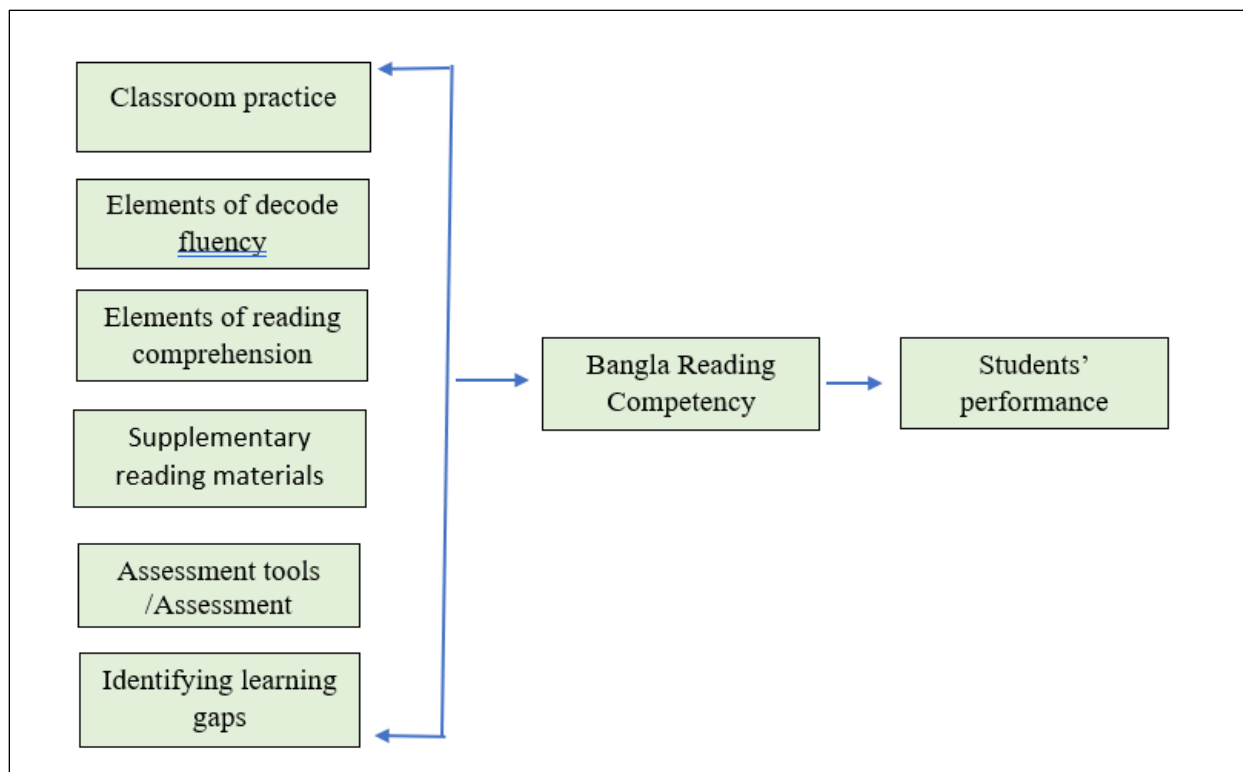 Classroom practice
Elements of decode
fluency
Elements of reading
comprehension
Supplementary
reading materials
Assessment tools
/Assessment
Identifying learning
gaps
Bangla Reading
Competency
Students’
performance